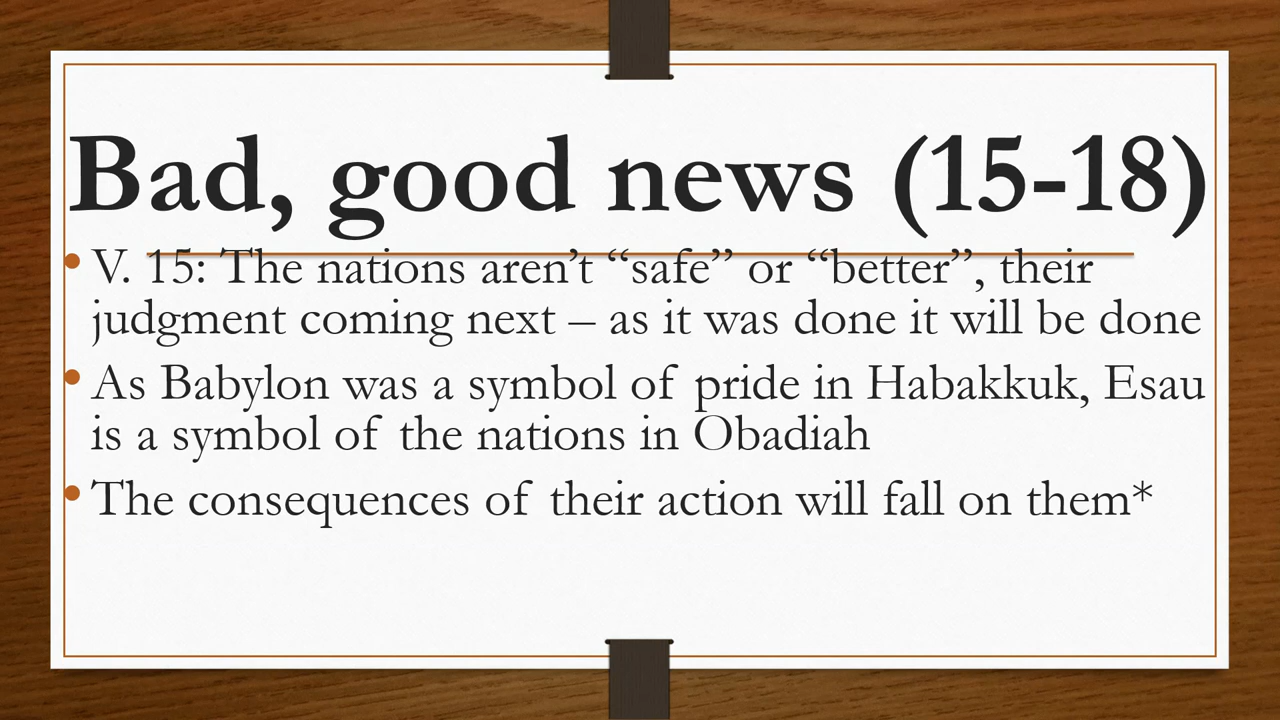 Bad, good news (15-18)
• V. 15: The nations aren’t “safe” or “better”, their
judgment coming next – as it was done it will be done
• As Babylon was a symbol of pride in Habakkuk, Esau
is a symbol of the nations in Obadiah
• The consequences of their action will fall on them*